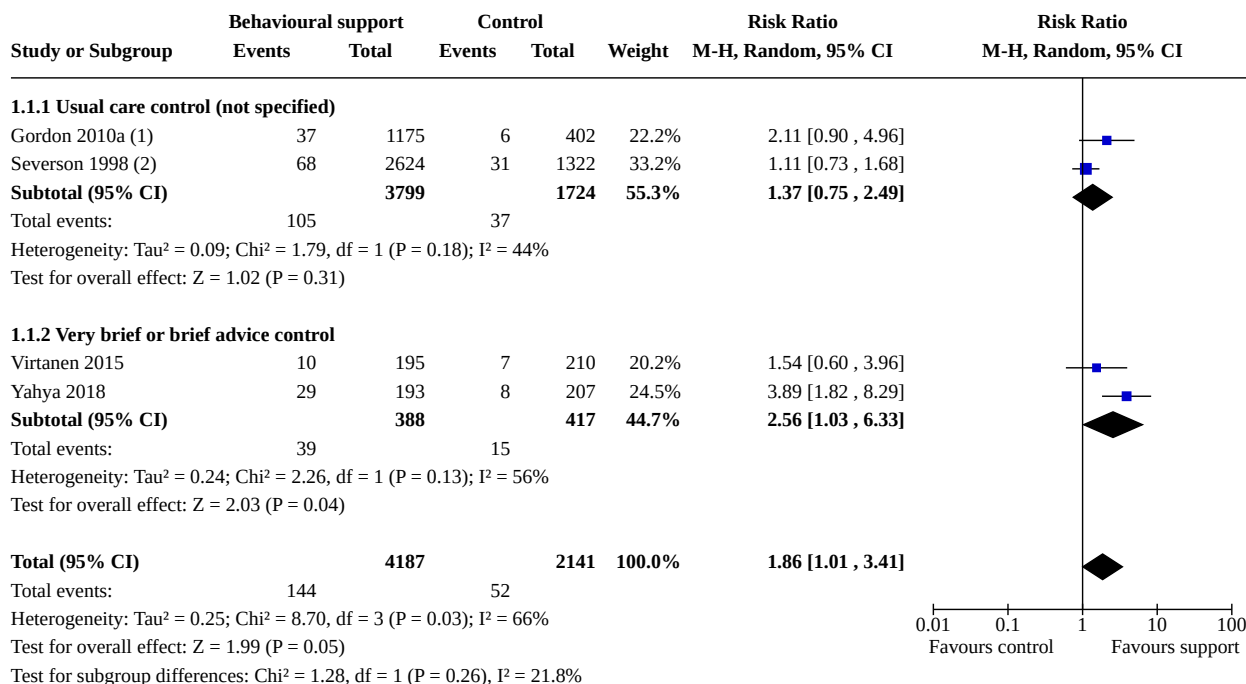 Behavioural support Control Risk Ratio Risk Ratio
Study or Subgroup Events Total Events Total Weight M-H, Random, 95% CI M-H, Random, 95% CI
1.1.1 Usual care control (not specified)
Gordon 2010a (1) 37 1175 6 402 22.2% 2.11 [0.90 , 4.96]
Severson 1998 (2) 68 2624 31 1322 33.2% 1.11 [0.73 , 1.68]
Subtotal (95% CI) 3799 1724 55.3% 1.37 [0.75 , 2.49]
Total events: 105 37
Heterogeneity: Tau² = 0.09; Chi² = 1.79, df = 1 (P = 0.18); I² = 44%
Test for overall effect: Z = 1.02 (P = 0.31)
1.1.2 Very brief or brief advice control
Virtanen 2015 10 195 7 210 20.2% 1.54 [0.60 , 3.96]
Yahya 2018 29 193 8 207 24.5% 3.89 [1.82 , 8.29]
Subtotal (95% CI) 388 417 44.7% 2.56 [1.03 , 6.33]
Total events: 39 15
Heterogeneity: Tau² = 0.24; Chi² = 2.26, df = 1 (P = 0.13); I² = 56%
Test for overall effect: Z = 2.03 (P = 0.04)
Total (95% CI) 4187 2141 100.0% 1.86 [1.01 , 3.41]
Total events: 144 52
Heterogeneity: Tau² = 0.25; Chi² = 8.70, df = 3 (P = 0.03); I² = 66%
0.01 0.1 1 10 100
Test for overall effect: Z = 1.99 (P = 0.05) Favours control Favours support
Test for subgroup differences: Chi² = 1.28, df = 1 (P = 0.26), I² = 21.8%